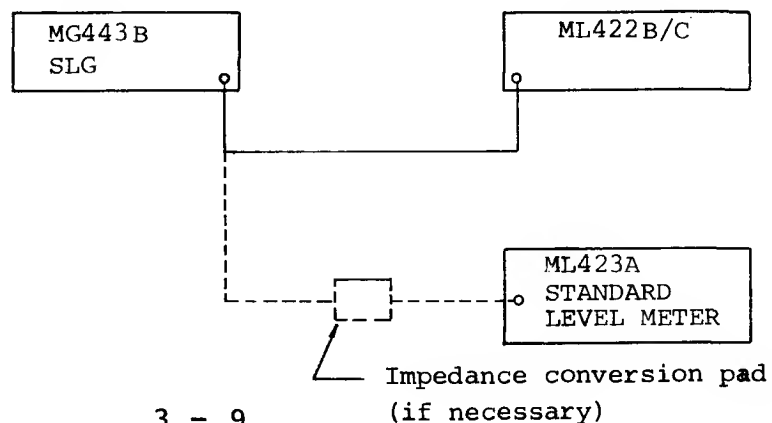 MG443B
SLG
ML422B/C
ML423A
STANDARD
LEVEL METER
Impedance conversion pad
(if necessary)
3 - 9